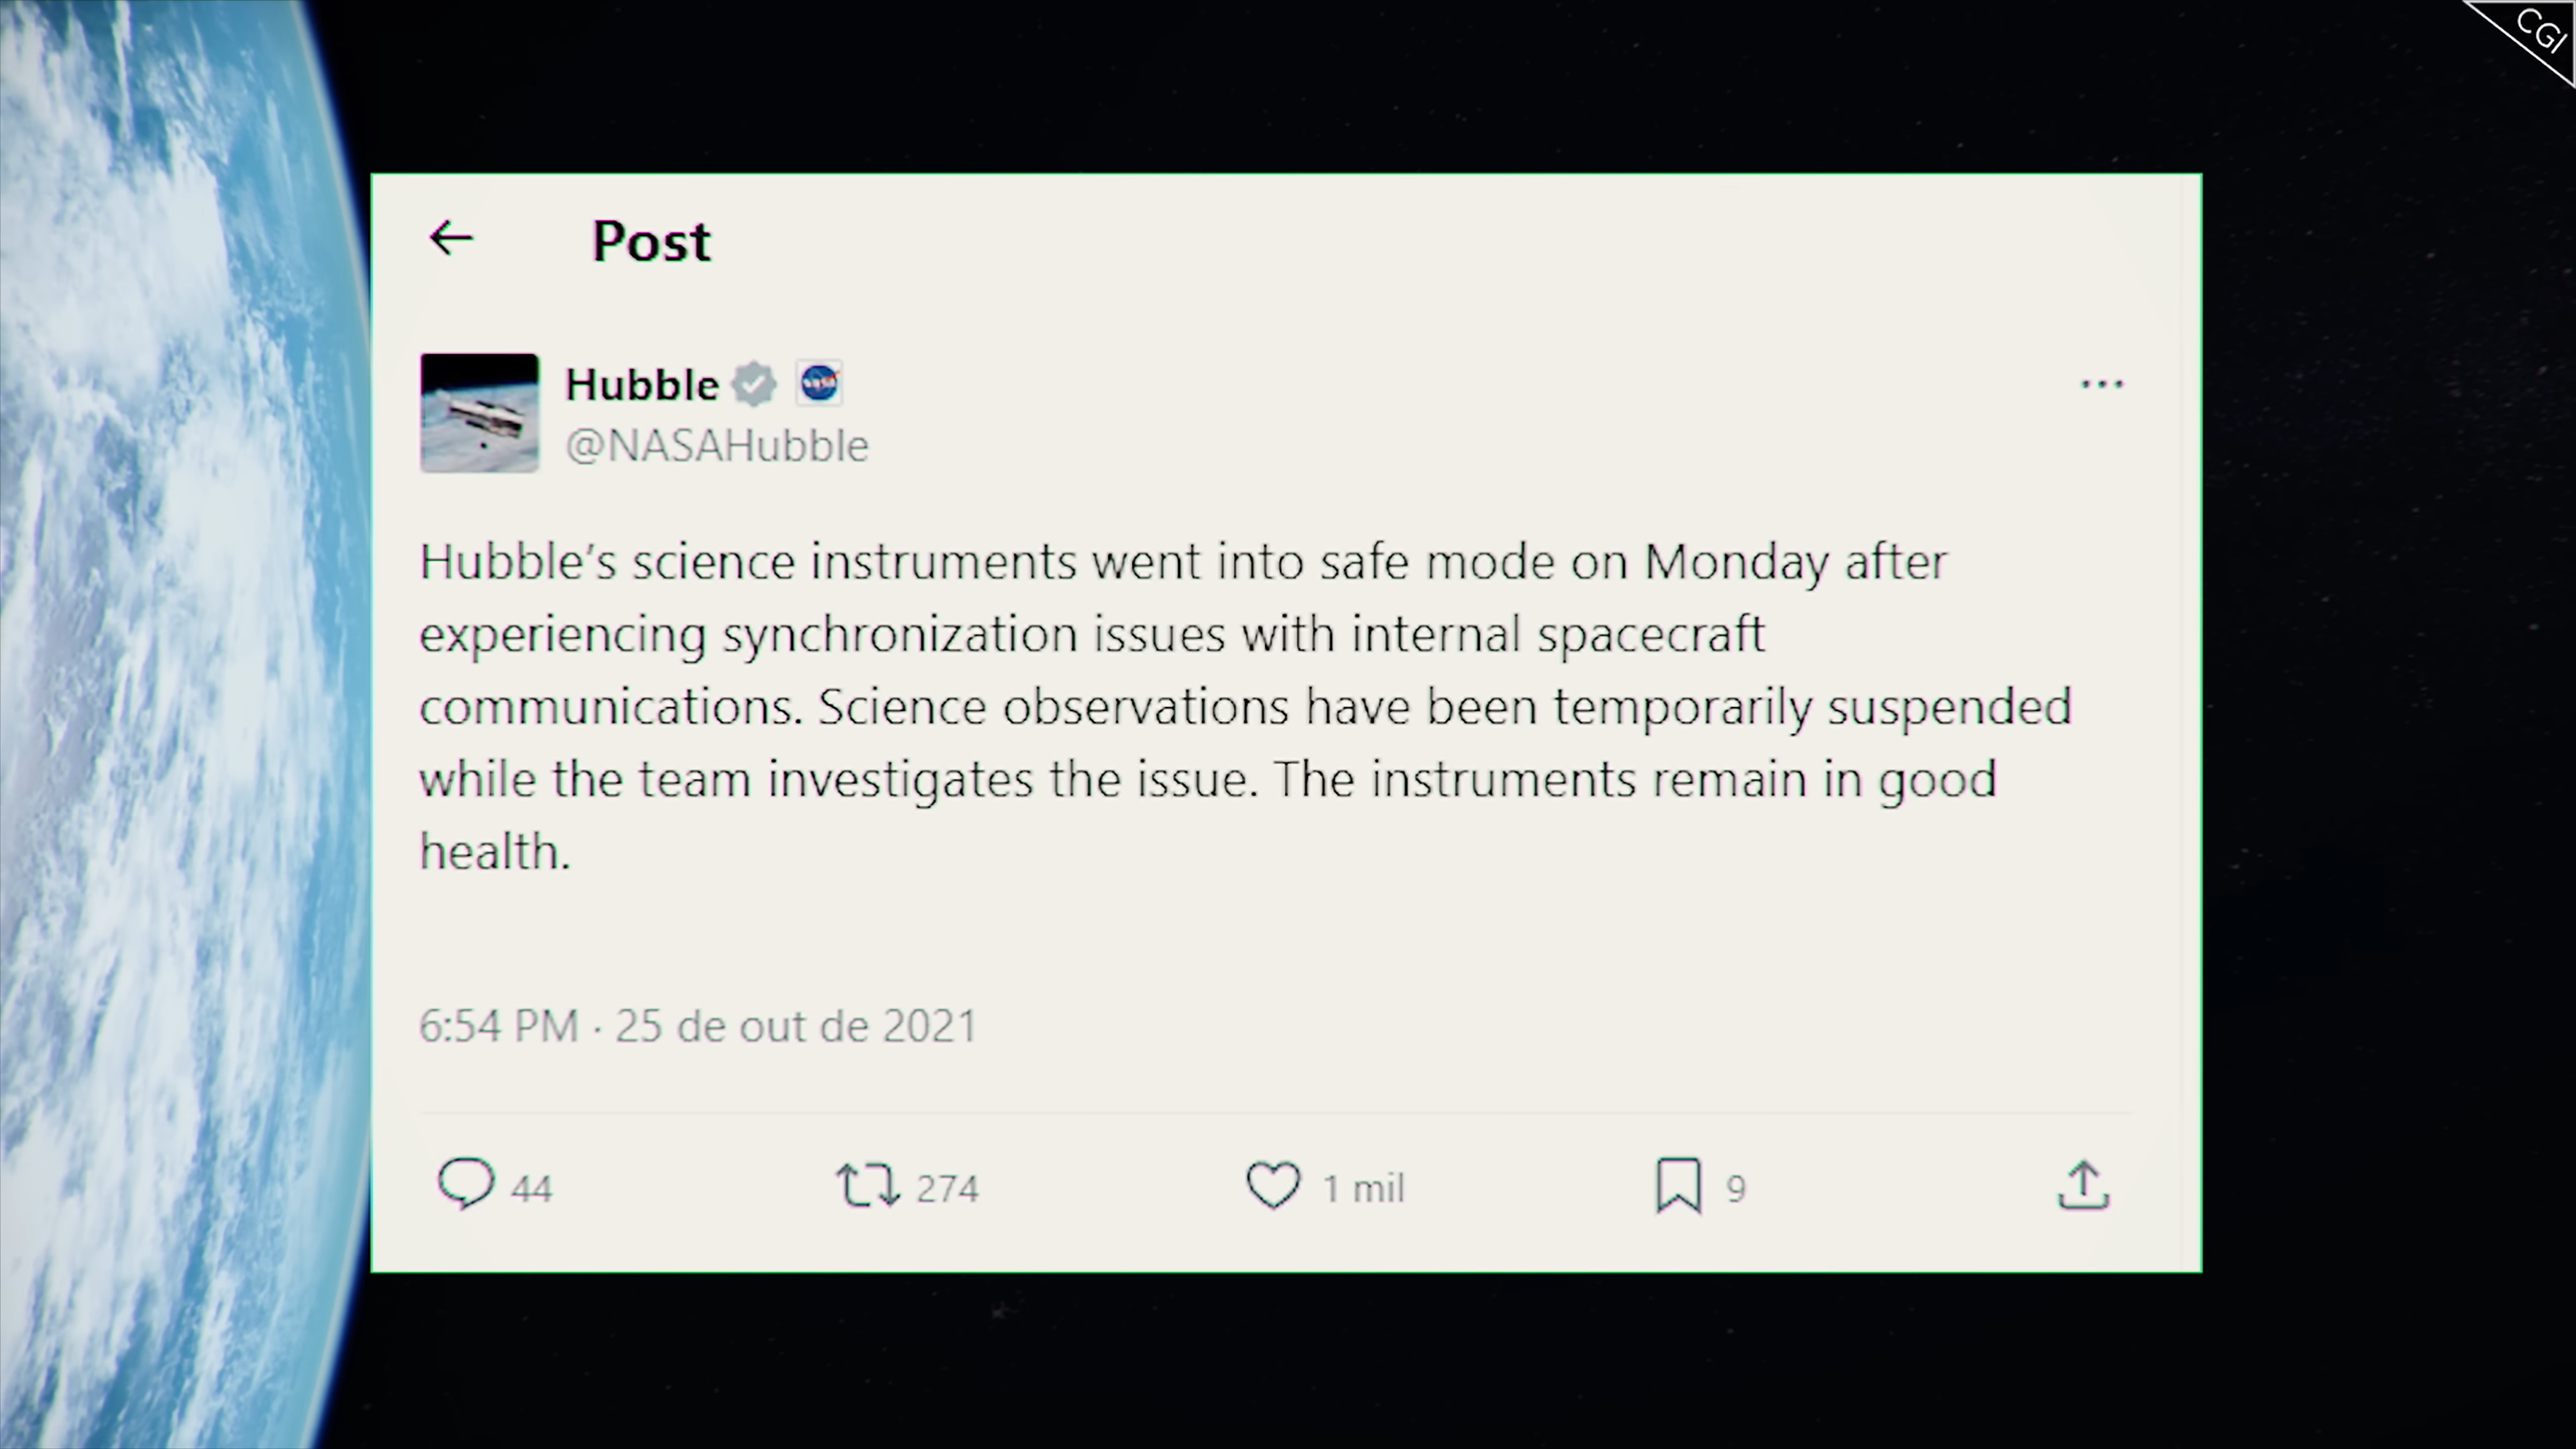 CGI
Post
Hubble
NASA
@NASAHubble
Hubble’s science instruments went into safe mode on Monday after
experiencing synchronization issues with internal spacecraft
communications. Science observations have been temporarily suspended
while the team investigates the issue. The instruments remain in good
health.
6:54 PM · 25 de out de 2021
44 274 1 mil 9